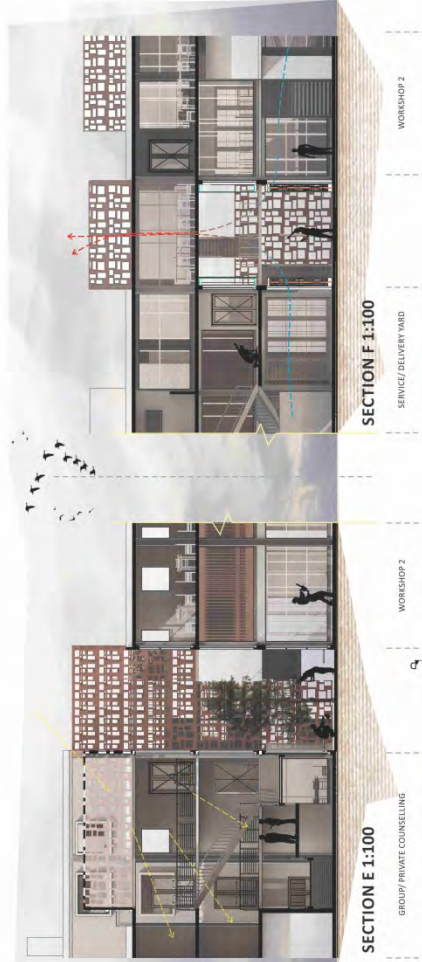 SECTION E 1:100
GROUP/ PRIVATE COUNSELLING
WORKSHOP 2
SECTION F 1:100
SERVICE/ DELIVERY YARD
WORKSHOP 2